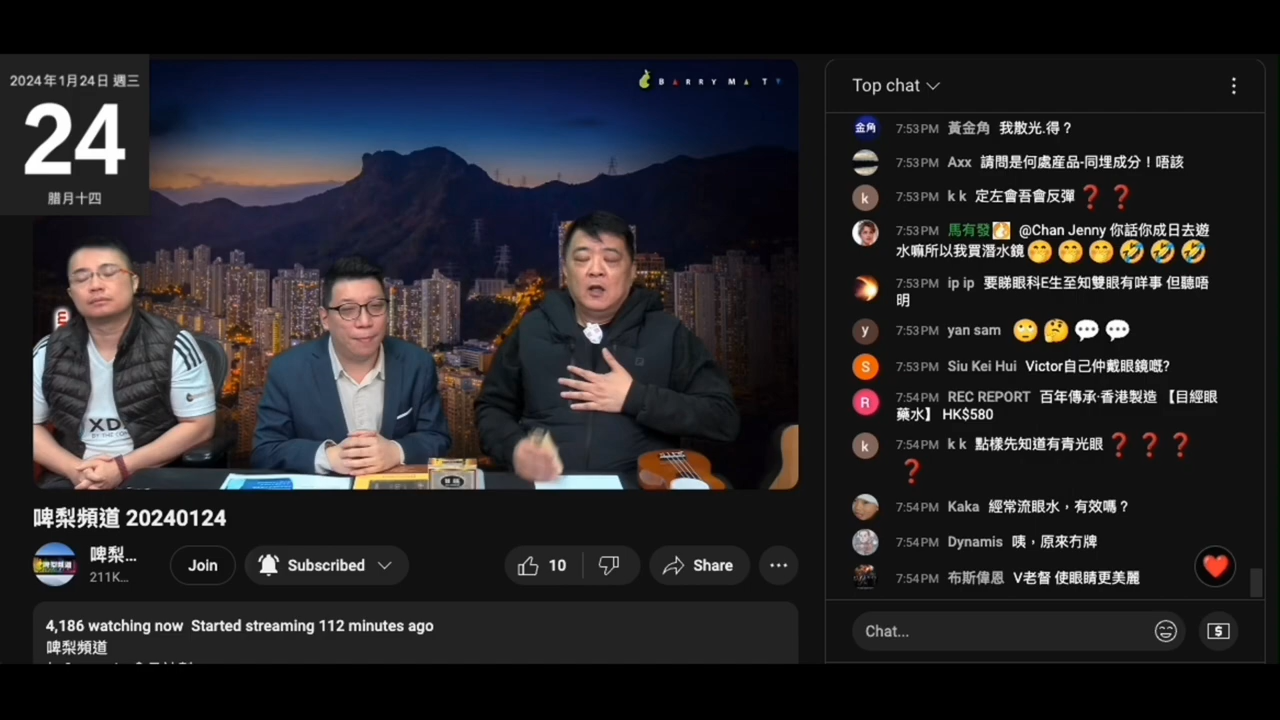 2024年1月24日 週三
24
臘月十四
BARRY MA T
XD
BY THE CO
啤梨頻道 20240124
啤梨...
211K...
Join
Subscribed
10
Share
4,186 watching now Started streaming 112 minutes ago
啤梨頻道
Top chat
金角
7:53 PM 黃金角 我散光.得？
7:53 PM Axx 請問是何處産品-同埋成分！唔該
k
7:53 PM k k 定左會吾會反彈❓❓
7:53 PM 馬有發 @Chan Jenny 你話你成日去遊
水嘛所以我買潛水鏡🤭🤭🤭🤣🤣🤣
7:53 PM ip ip 要睇眼科E生至知雙眼有咩事 但聽唔
明
y
7:53 PM yan sam 🙄🤔💬💬
S
7:53 PM Siu Kei Hui Victor自己仲戴眼鏡嘅?
R
7:54 PM REC REPORT 百年傳承·香港製造 【目經眼
藥水】 HK$580
k
7:54 PM k k 點樣先知道有青光眼❓❓❓
❓
7:54 PM Kaka 經常流眼水，有效嗎？
7:54 PM Dynamis 咦，原來冇牌
7:54 PM 布斯偉恩 V老督 使眼睛更美麗
Chat...